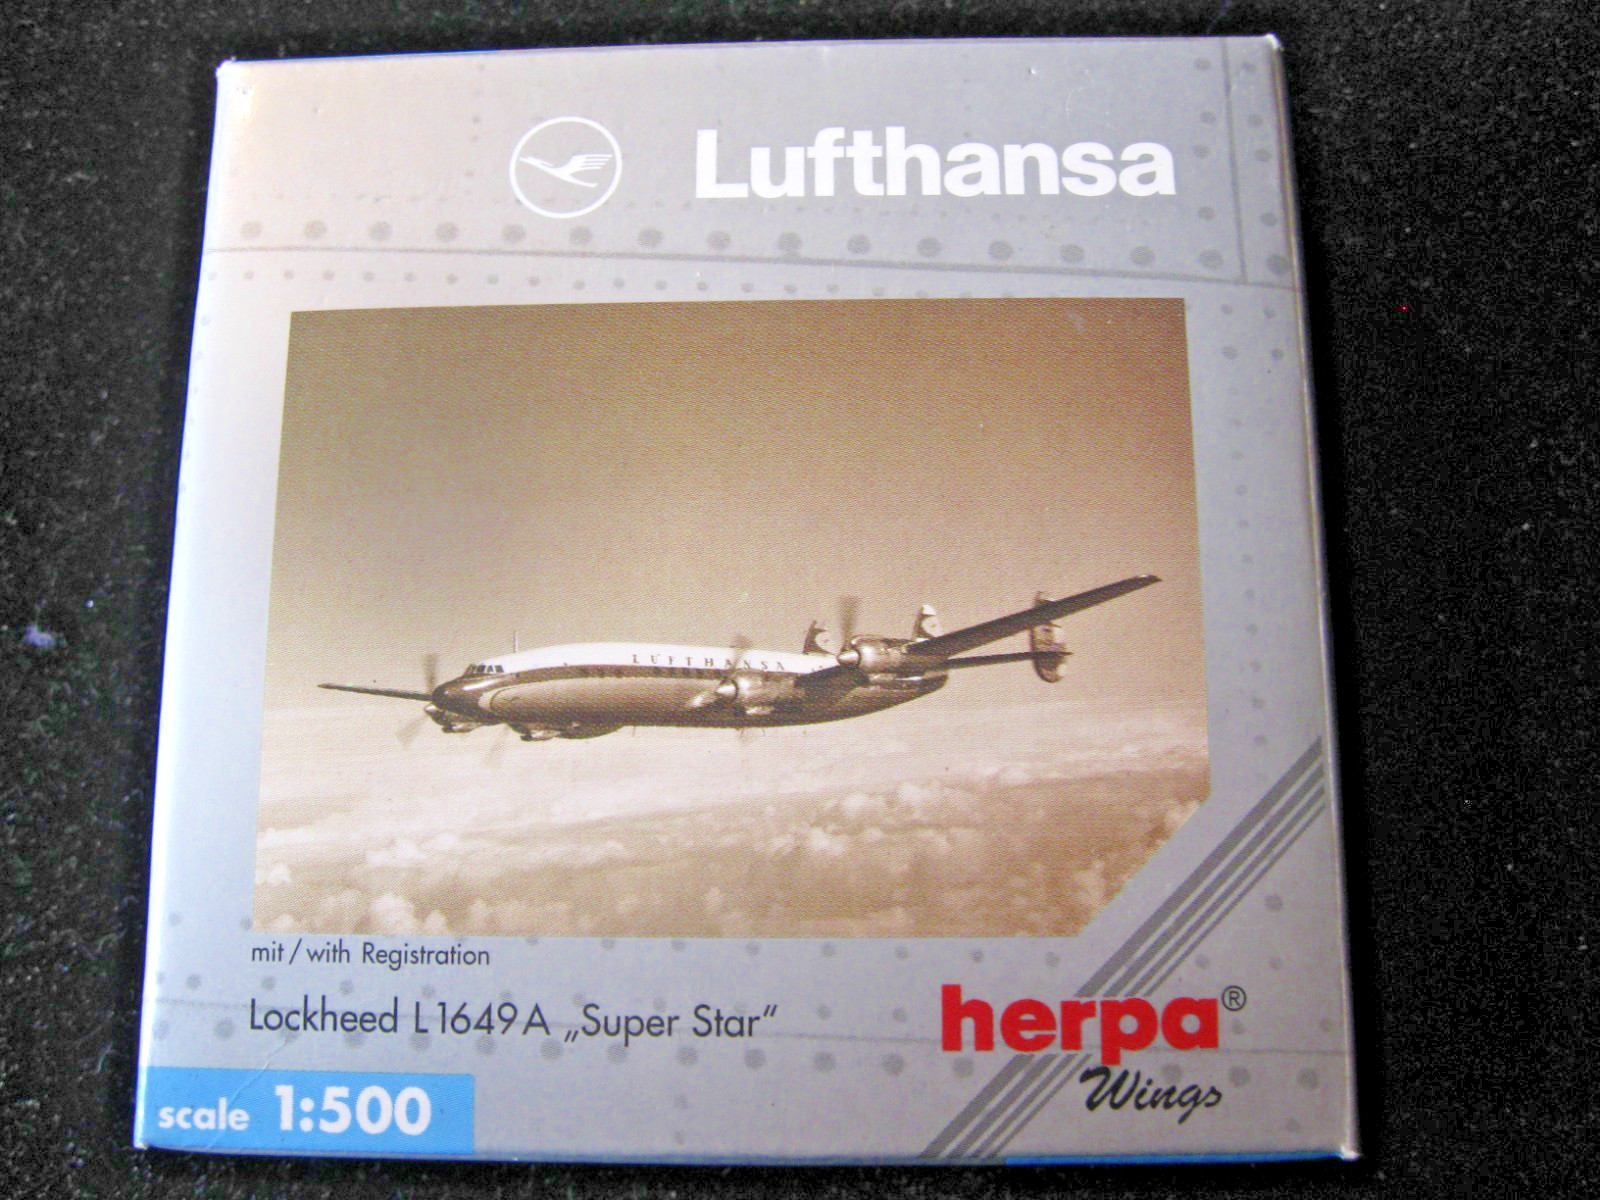 Lufthansa
LUFTHANSA
mit / with Registration
Lockheed L1649A „Super Star“
herpa®
Wings
scale 1:500